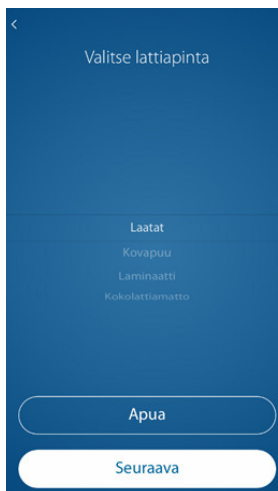 Valitse lattiapinta
Laatat
Kovapuu
Laminaatti
Kokolattiamatto
Apua
Seuraava